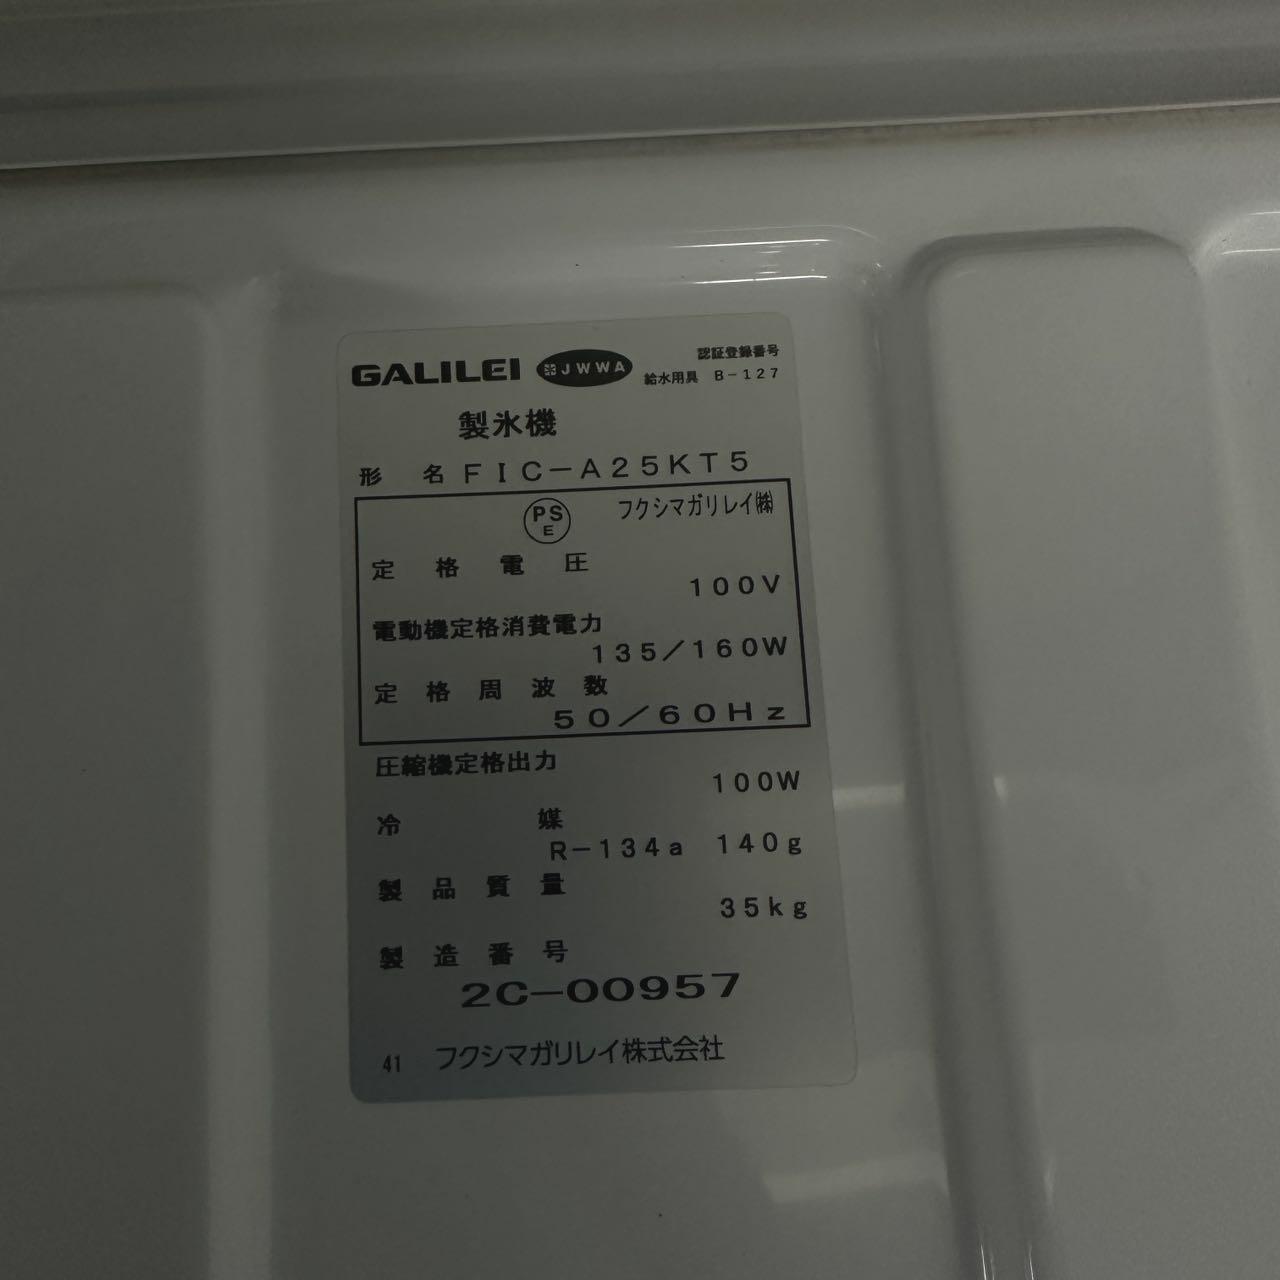 GALILEI JWWA 認証登録番号
給水用具 B-127
製氷機
形名 FIC-A25KT5
PSE フクシマガリレイ㈱
定格電圧
100V
電動機定格消費電力
135/160W
定格周波数
50/60Hz
圧縮機定格出力
100W
冷媒
R-134a 140g
製品質量
35kg
製造番号
2C-00957
41 フクシマガリレイ株式会社